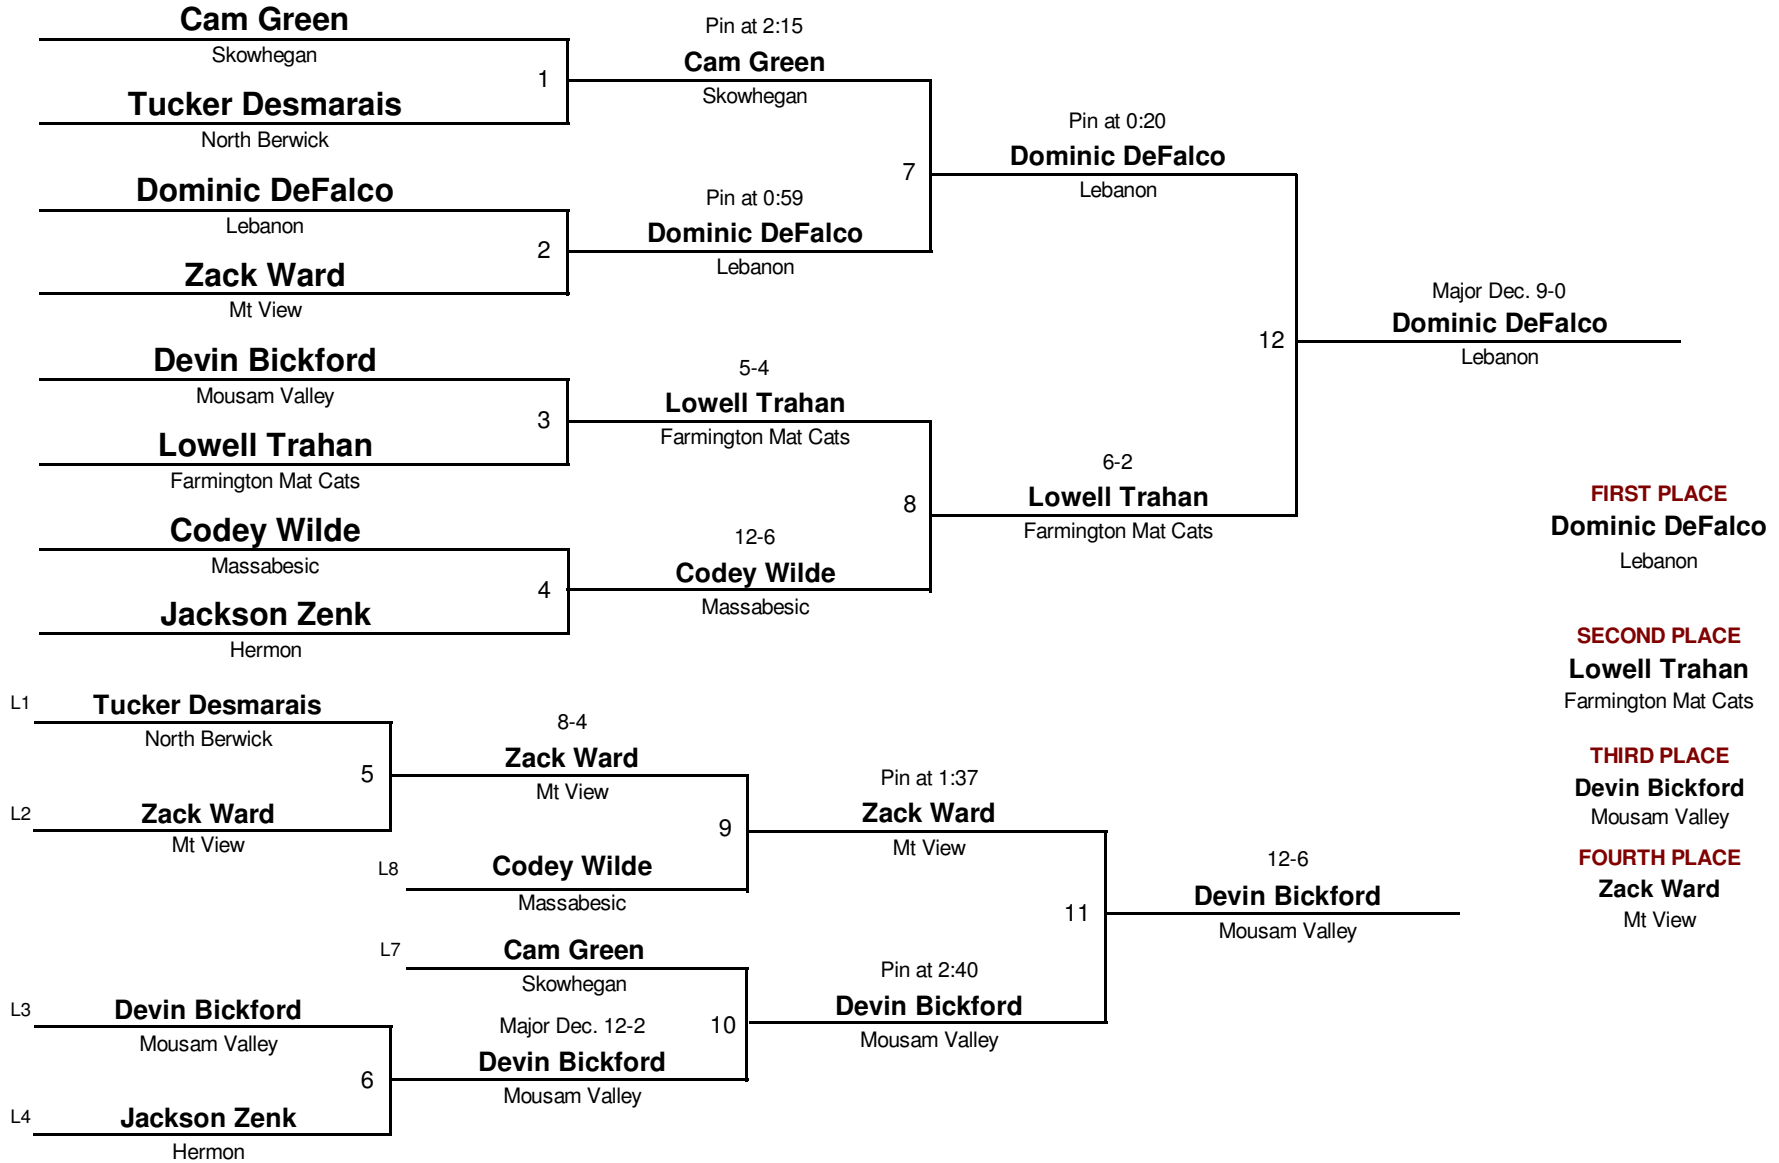 Cam Green
Skowhegan
1
Tucker Desmarais
North Berwick
Dominic DeFalco
Lebanon
2
Zack Ward
Mt View
Devin Bickford
Mousam Valley
3
Lowell Trahan
Farmington Mat Cats
Codey Wilde
Massabesic
4
Jackson Zenk
Hermon
Pin at 2:15
Cam Green
Skowhegan
7
Pin at 0:59
Dominic DeFalco
Lebanon
5-4
Lowell Trahan
Farmington Mat Cats
8
12-6
Codey Wilde
Massabesic
Pin at 0:20
Dominic DeFalco
Lebanon
12
6-2
Lowell Trahan
Farmington Mat Cats
Major Dec. 9-0
Dominic DeFalco
Lebanon
L1
Tucker Desmarais
North Berwick
5
L2
Zack Ward
Mt View
L3
Devin Bickford
Mousam Valley
6
L4
Jackson Zenk
Hermon
8-4
Zack Ward
Mt View
9
L8
Codey Wilde
Massabesic
L7
Cam Green
Skowhegan
10
Major Dec. 12-2
Devin Bickford
Mousam Valley
Pin at 1:37
Zack Ward
Mt View
11
Pin at 2:40
Devin Bickford
Mousam Valley
12-6
Devin Bickford
Mousam Valley
FIRST PLACE
Dominic DeFalco
Lebanon
SECOND PLACE
Lowell Trahan
Farmington Mat Cats
THIRD PLACE
Devin Bickford
Mousam Valley
FOURTH PLACE
Zack Ward
Mt View